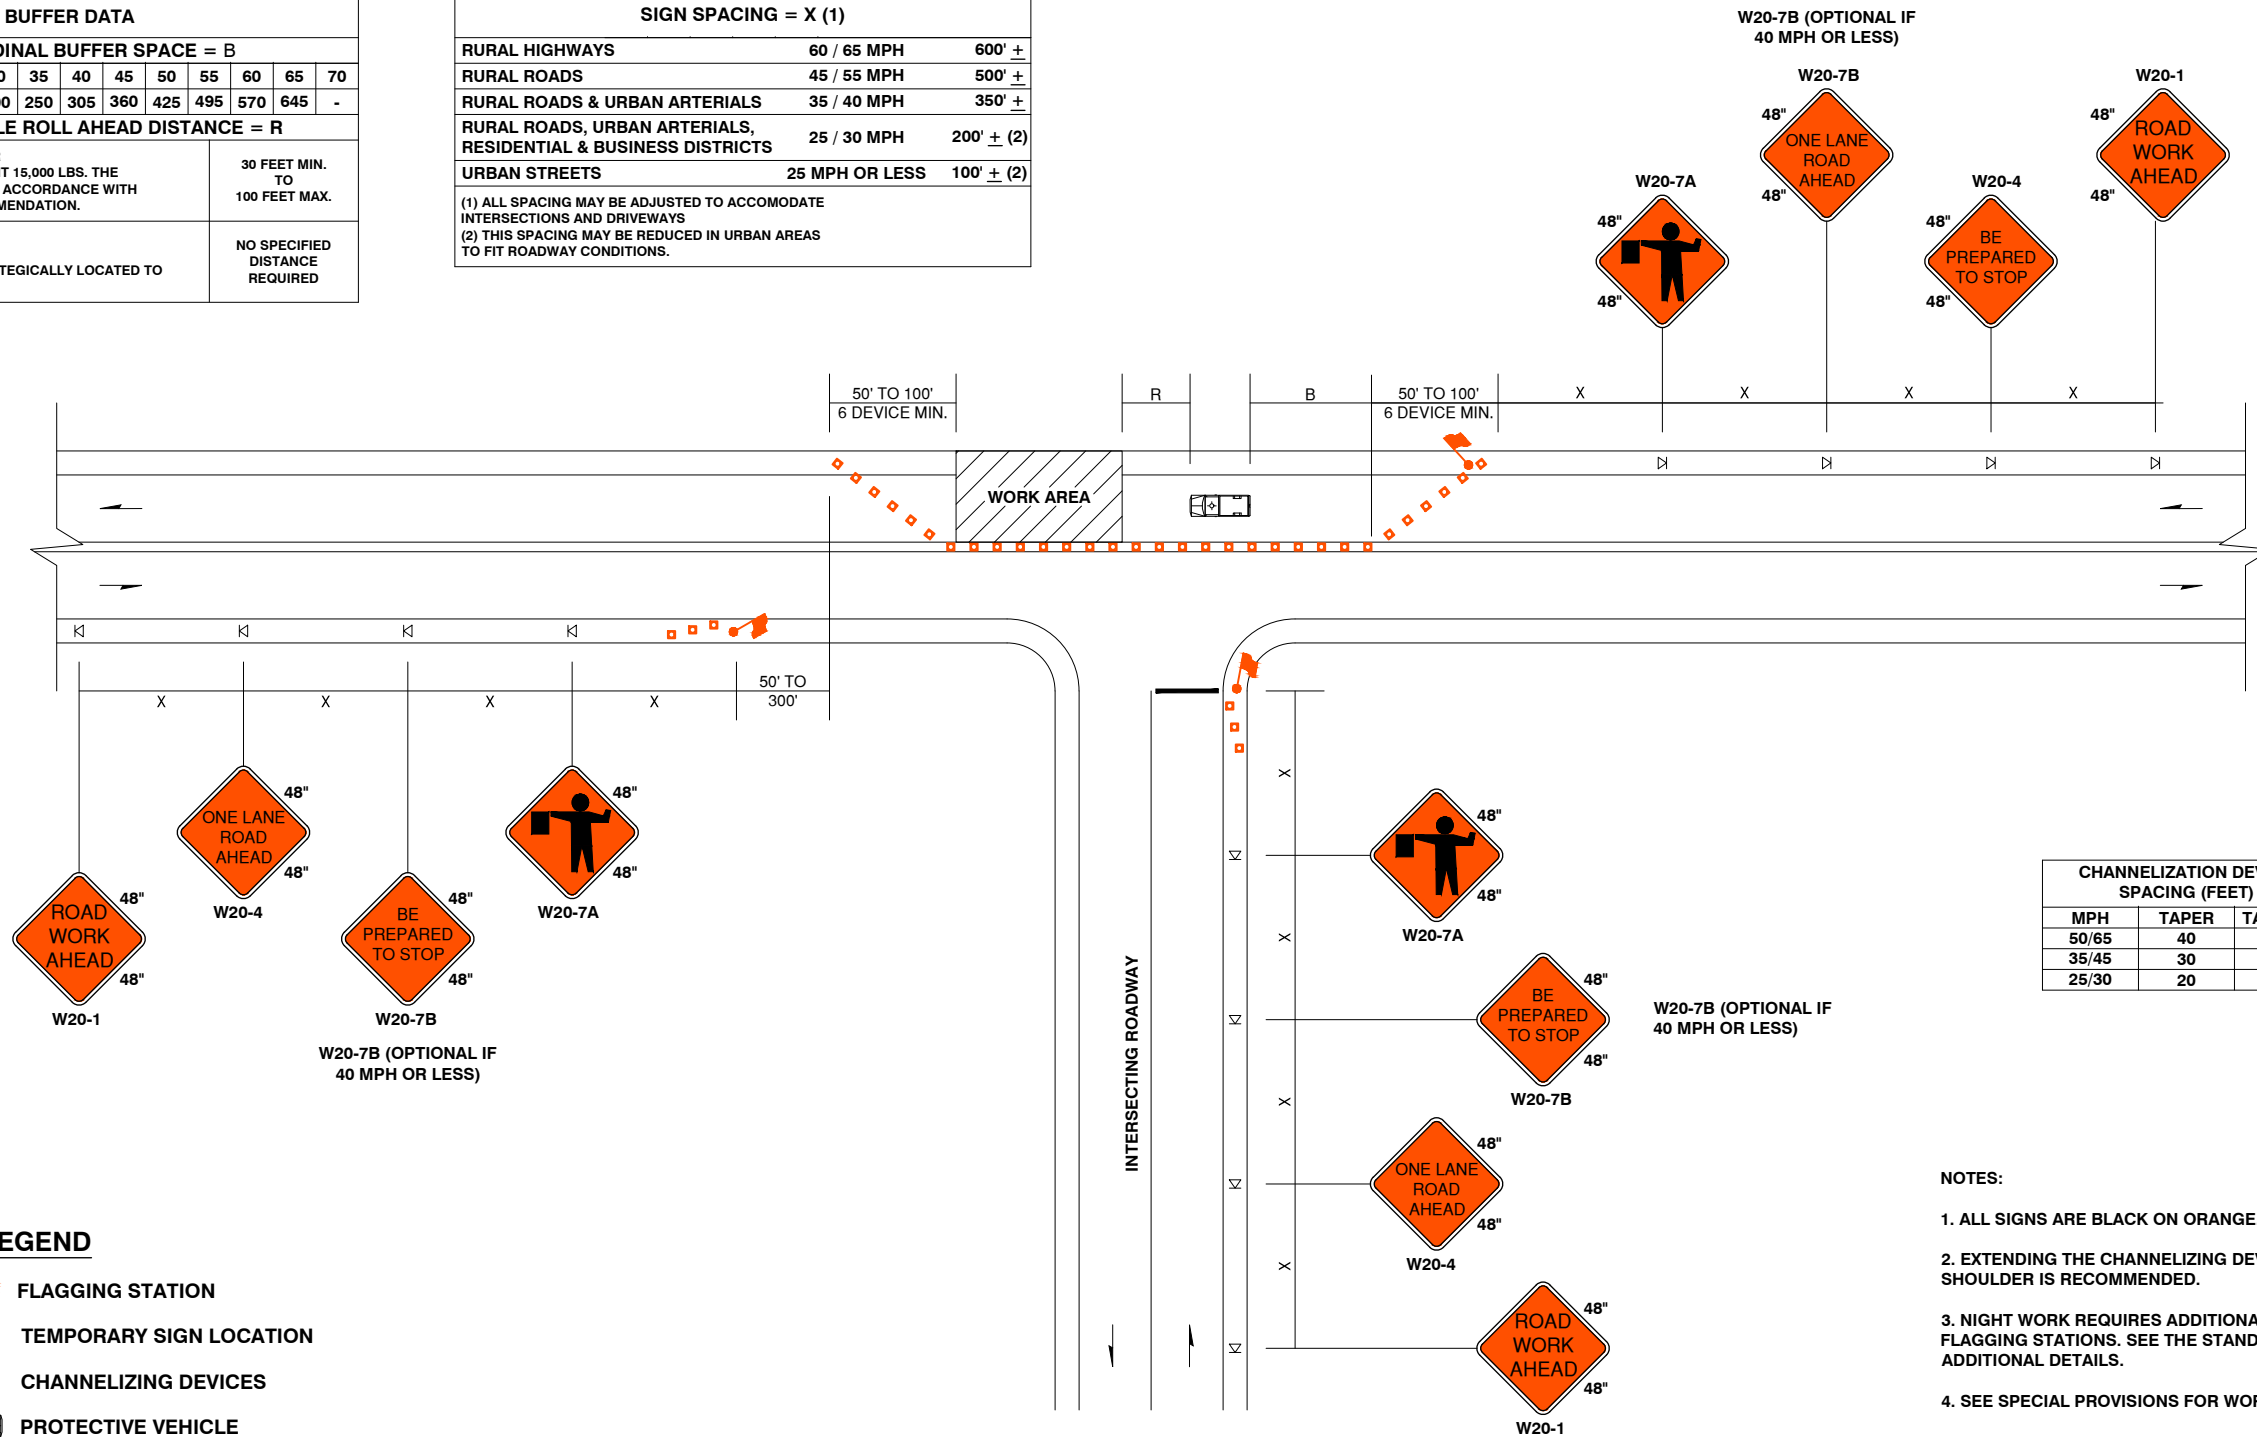 BUFFER DATA
BUFFER SPACE = B
35 40 45 50 55 60 65 70
250 305 360 425 495 570 645 -
ROLL AHEAD DISTANCE = R
15,000 LBS. THE
ACCORDANCE WITH
30 FEET MIN.
TO
100 FEET MAX.
LOCATED TO
NO SPECIFIED
DISTANCE
REQUIRED
SIGN SPACING = X (1)
RURAL HIGHWAYS 60 / 65 MPH 600' ±
RURAL ROADS 45 / 55 MPH 500' ±
RURAL ROADS & URBAN ARTERIALS 35 / 40 MPH 350' ±
RURAL ROADS, URBAN ARTERIALS,
RESIDENTIAL & BUSINESS DISTRICTS 25 / 30 MPH 200' ± (2)
URBAN STREETS 25 MPH OR LESS 100' ± (2)
(1) ALL SPACING MAY BE ADJUSTED TO ACCOMODATE
INTERSECTIONS AND DRIVEWAYS
(2) THIS SPACING MAY BE REDUCED IN URBAN AREAS
TO FIT ROADWAY CONDITIONS.
W20-7B (OPTIONAL IF
40 MPH OR LESS)
W20-7A
48"
48"
W20-7B
48"
ONE LANE
ROAD
AHEAD
48"
W20-4
48"
BE
PREPARED
TO STOP
48"
W20-1
48"
ROAD
WORK
AHEAD
48"
50' TO 100'
6 DEVICE MIN.
R
B
50' TO 100'
6 DEVICE MIN.
X
X
X
X
WORK AREA
X
X
X
X
50' TO
300'
48"
ROAD
WORK
AHEAD
48"
W20-1
48"
ONE LANE
ROAD
AHEAD
48"
W20-4
48"
BE
PREPARED
TO STOP
48"
W20-7B
W20-7B (OPTIONAL IF
40 MPH OR LESS)
48"
48"
W20-7A
INTERSECTING ROADWAY
X
X
X
X
48"
48"
W20-7A
48"
BE
PREPARED
TO STOP
48"
W20-7B
W20-7B (OPTIONAL IF
40 MPH OR LESS)
48"
ONE LANE
ROAD
AHEAD
48"
W20-4
48"
ROAD
WORK
AHEAD
48"
W20-1
CHANNELIZATION
SPACING (FEET)
MPH TAPER
50/65 40
35/45 30
25/30 20
FLAGGING STATION
TEMPORARY SIGN LOCATION
CHANNELIZING DEVICES
PROTECTIVE VEHICLE
NOTES:
1. ALL SIGNS ARE BLACK ON ORANGE
2. EXTENDING THE CHANNELIZING
SHOULDER IS RECOMMENDED.
3. NIGHT WORK REQUIRES
FLAGGING STATIONS. SEE THE
ADDITIONAL DETAILS.
4. SEE SPECIAL PROVISIONS FOR